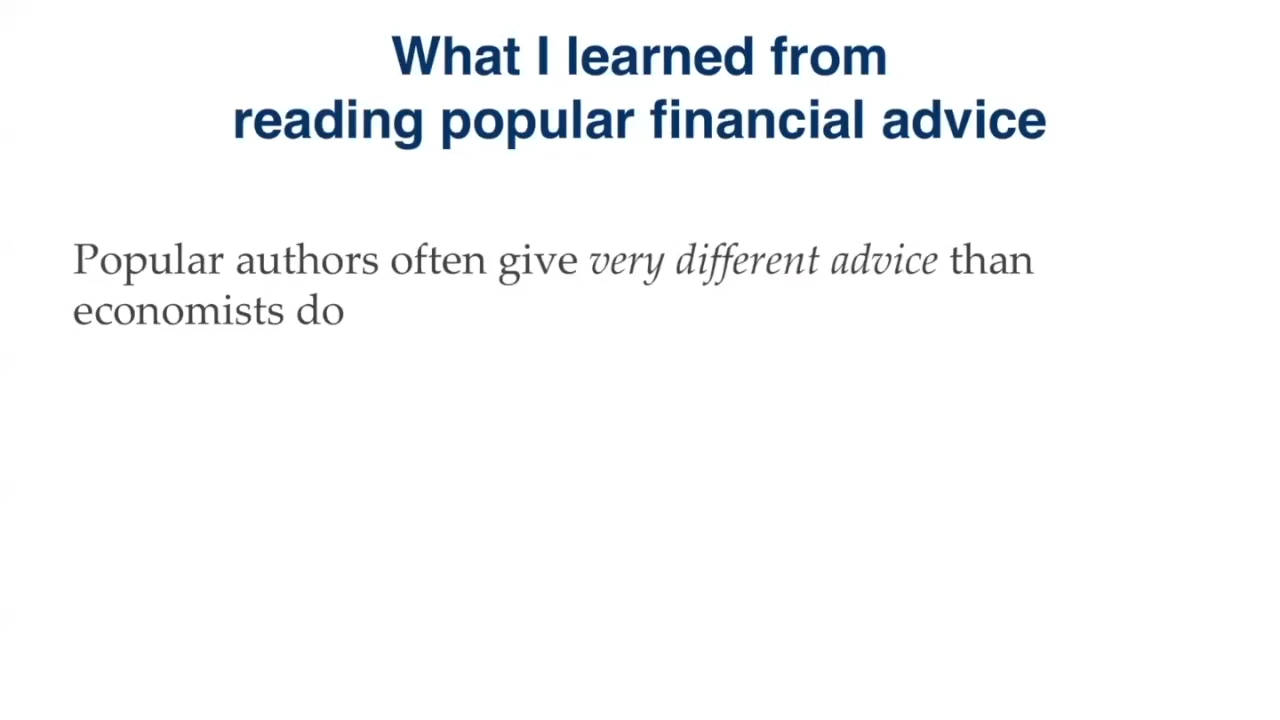 What I learned from
reading popular financial advice
Popular authors often give very different advice than
economists do